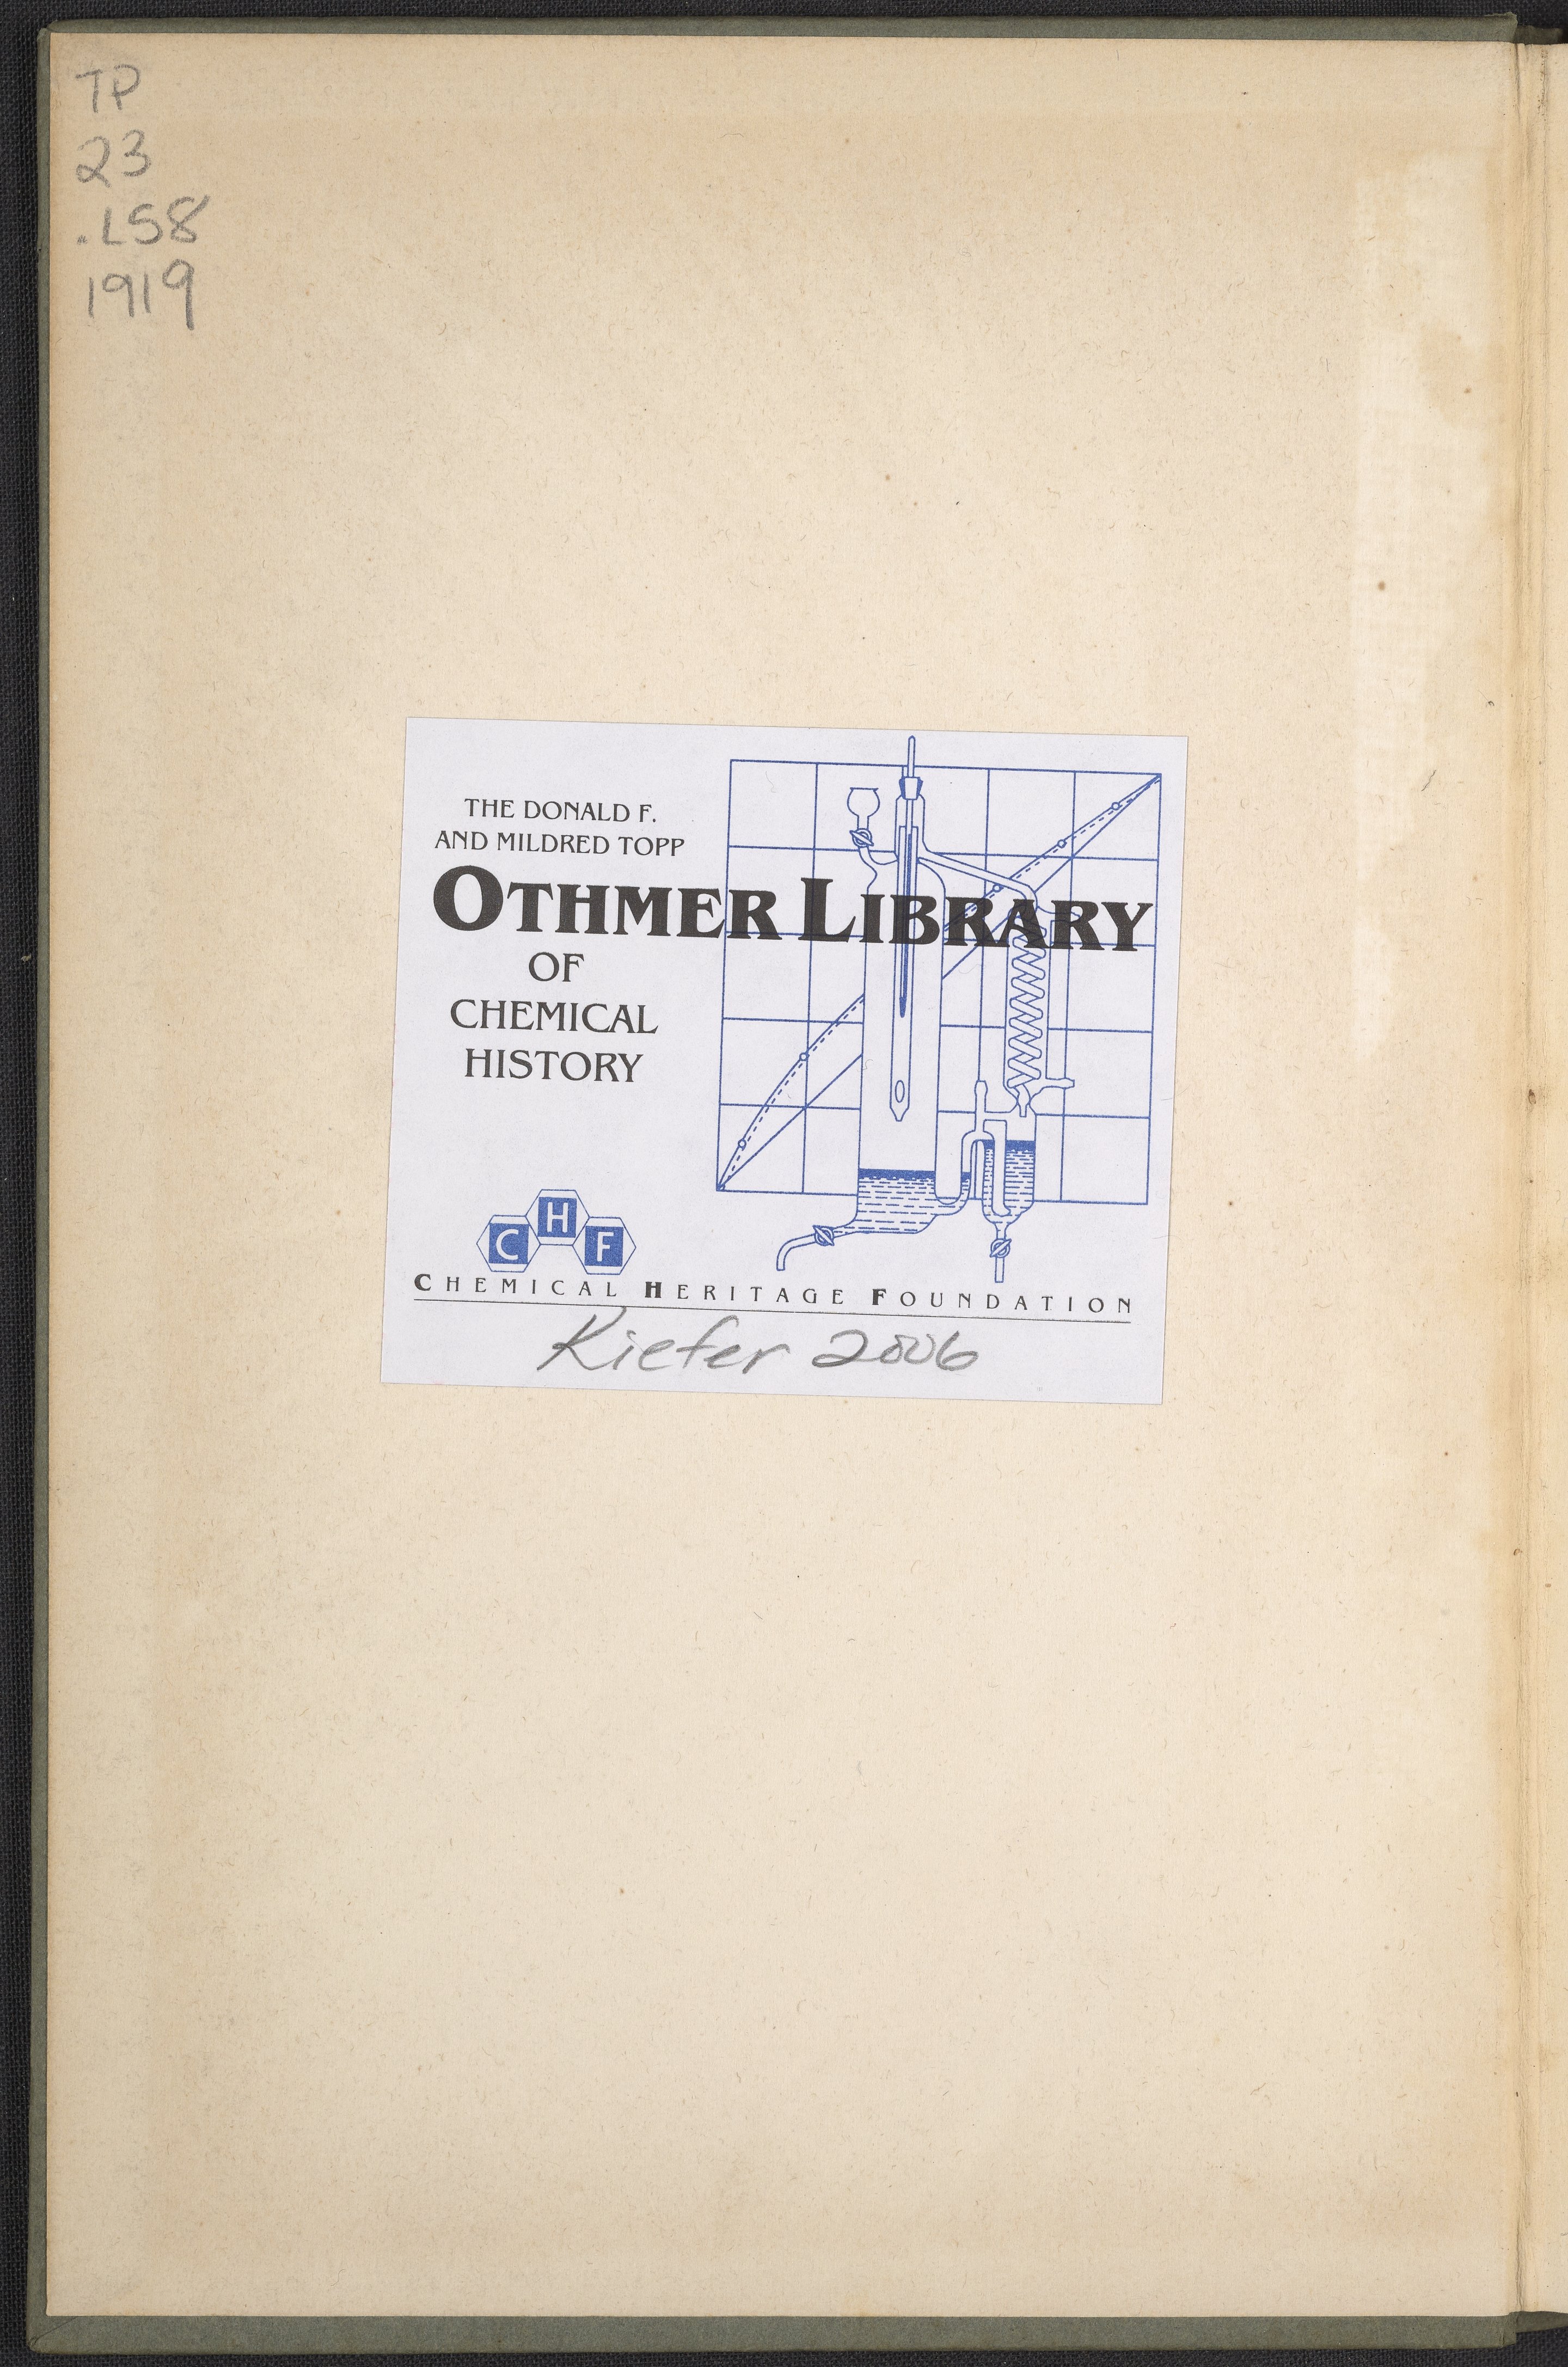 TP
23
.L58
1919
THE DONALD F.
AND MILDRED TOPP
OTHMER LIBRARY
OF
CHEMICAL
HISTORY
C H F
CHEMICAL HERITAGE FOUNDATION
Kiefer 2006